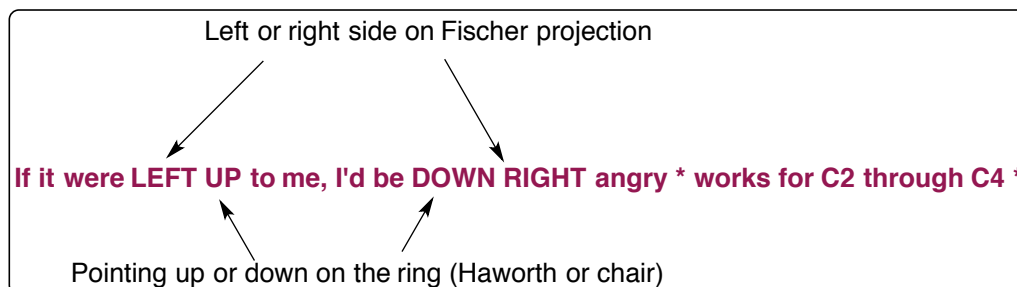 Left or right side on Fischer projection
If it were LEFT UP to me, I'd be DOWN RIGHT angry * works for C2 through C4 *
Pointing up or down on the ring (Haworth or chair)